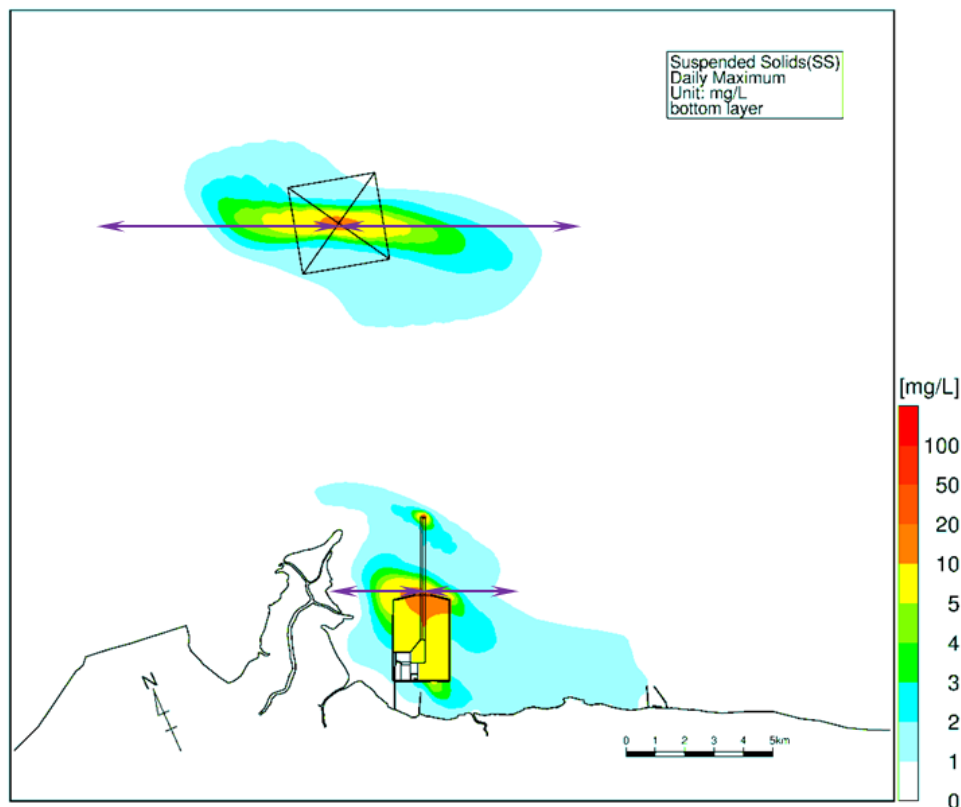 Suspended Solids(SS)
Daily Maximum
Unit: mg/L
bottom layer
[mg/L]
100
50
20
10
5
4
3
2
1
0
N
0 1 2 3 4 5km